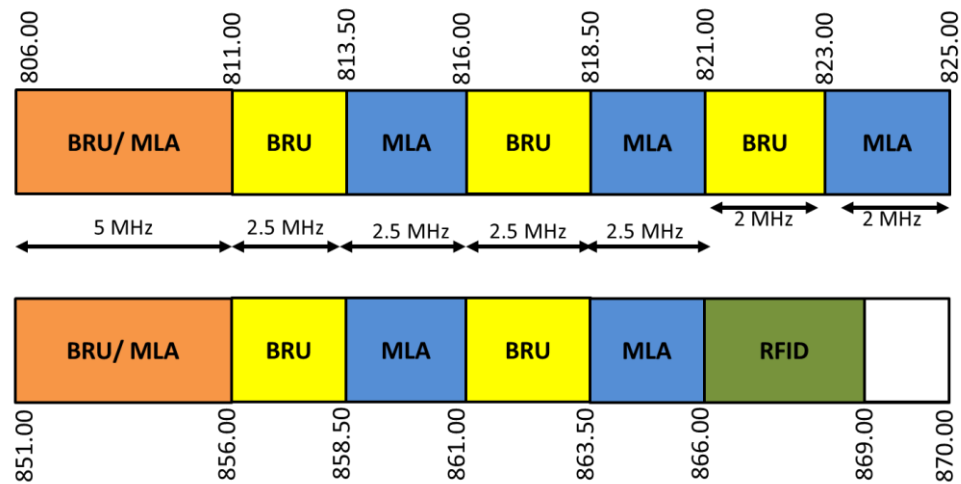 806.00 811.00 813.50 816.00 818.50 821.00 823.00 825.00
BRU/ MLA BRU MLA BRU MLA BRU MLA
5 MHz 2.5 MHz 2.5 MHz 2.5 MHz 2.5 MHz 2 MHz 2 MHz
BRU/ MLA BRU MLA BRU MLA RFID
851.00 856.00 858.50 861.00 863.50 866.00 869.00 870.00